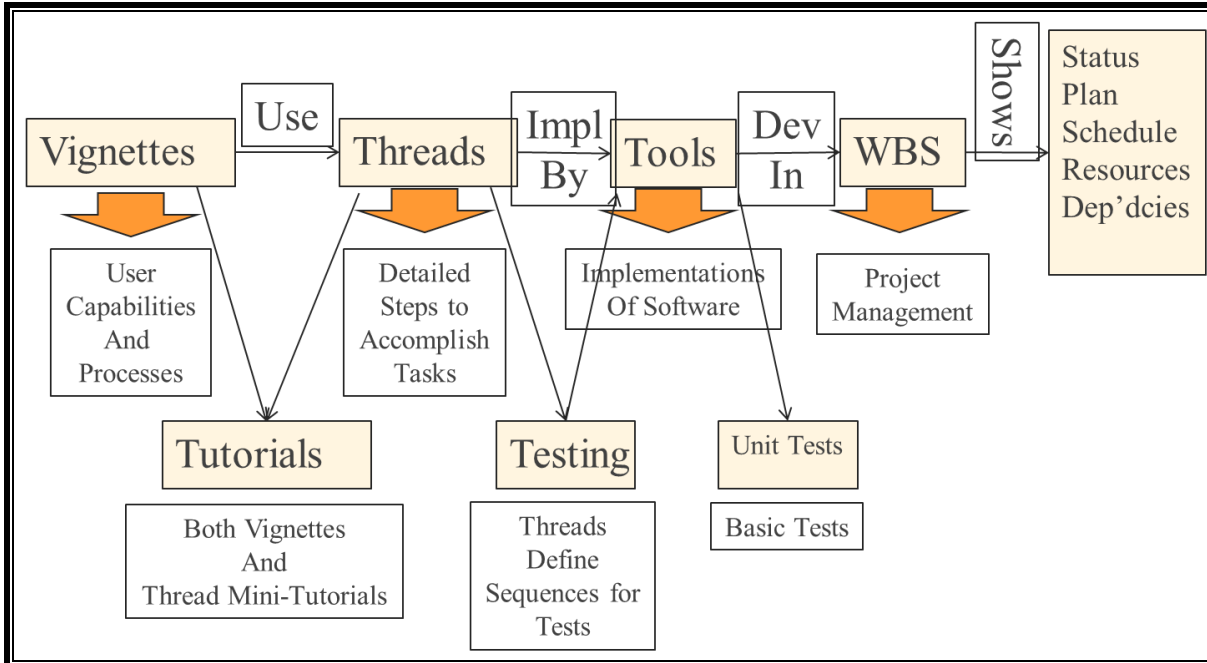 Vignettes
Use
Threads
Impl
By
Tools
Dev
In
WBS
Shows
Status
Plan
Schedule
Resources
Dep’dcies
User
Capabilities
And
Processes
Detailed
Steps to
Accomplish
Tasks
Implementations
Of Software
Project
Management
Tutorials
Testing
Unit Tests
Both Vignettes
And
Thread Mini-Tutorials
Threads
Define
Sequences for
Tests
Basic Tests